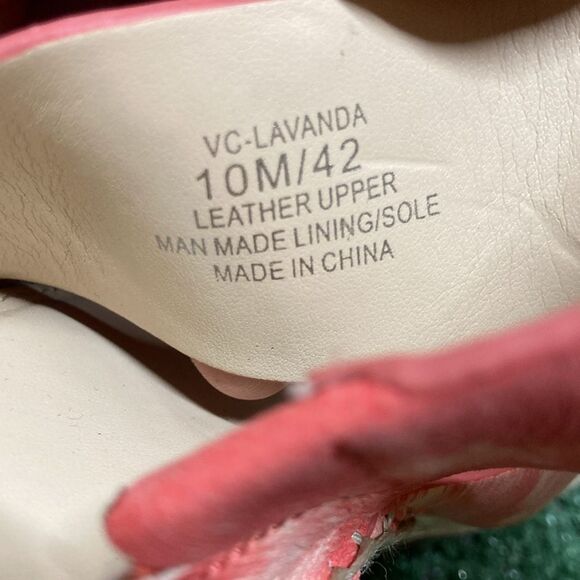 VC-LAVANDA
10M/42
LEATHER UPPER
MAN MADE LINING/SOLE
MADE IN CHINA